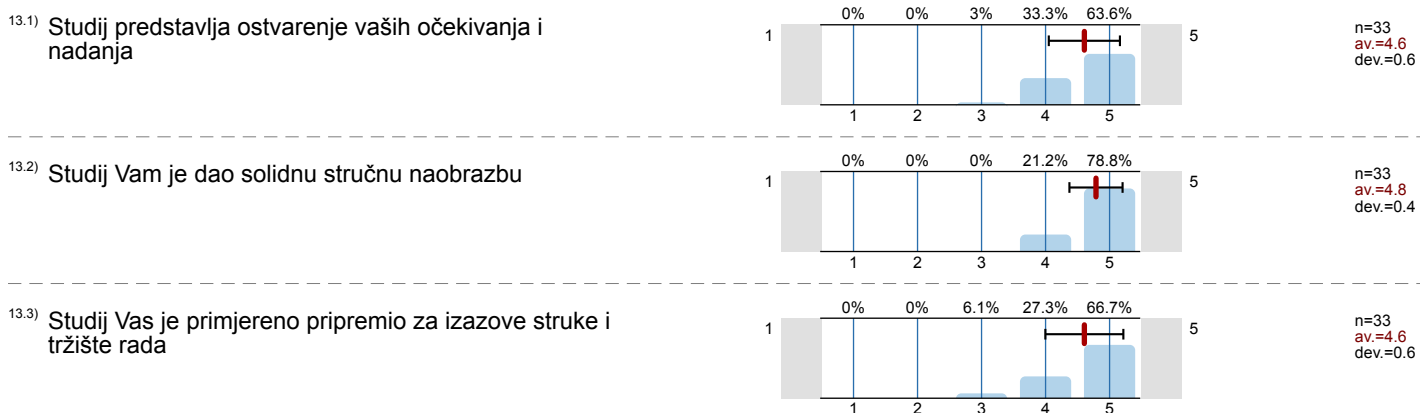 13.1) Studij predstavlja ostvarenje vaših očekivanja i
nadanja
0% 0% 3% 33.3% 63.6%
1 5
1 2 3 4 5
n=33
av.=4.6
dev.=0.6
13.2) Studij Vam je dao solidnu stručnu naobrazbu
0% 0% 0% 21.2% 78.8%
1 5
1 2 3 4 5
n=33
av.=4.8
dev.=0.4
13.3) Studij Vas je primjereno pripremio za izazove struke i
tržište rada
0% 0% 6.1% 27.3% 66.7%
1 5
1 2 3 4 5
n=33
av.=4.6
dev.=0.6